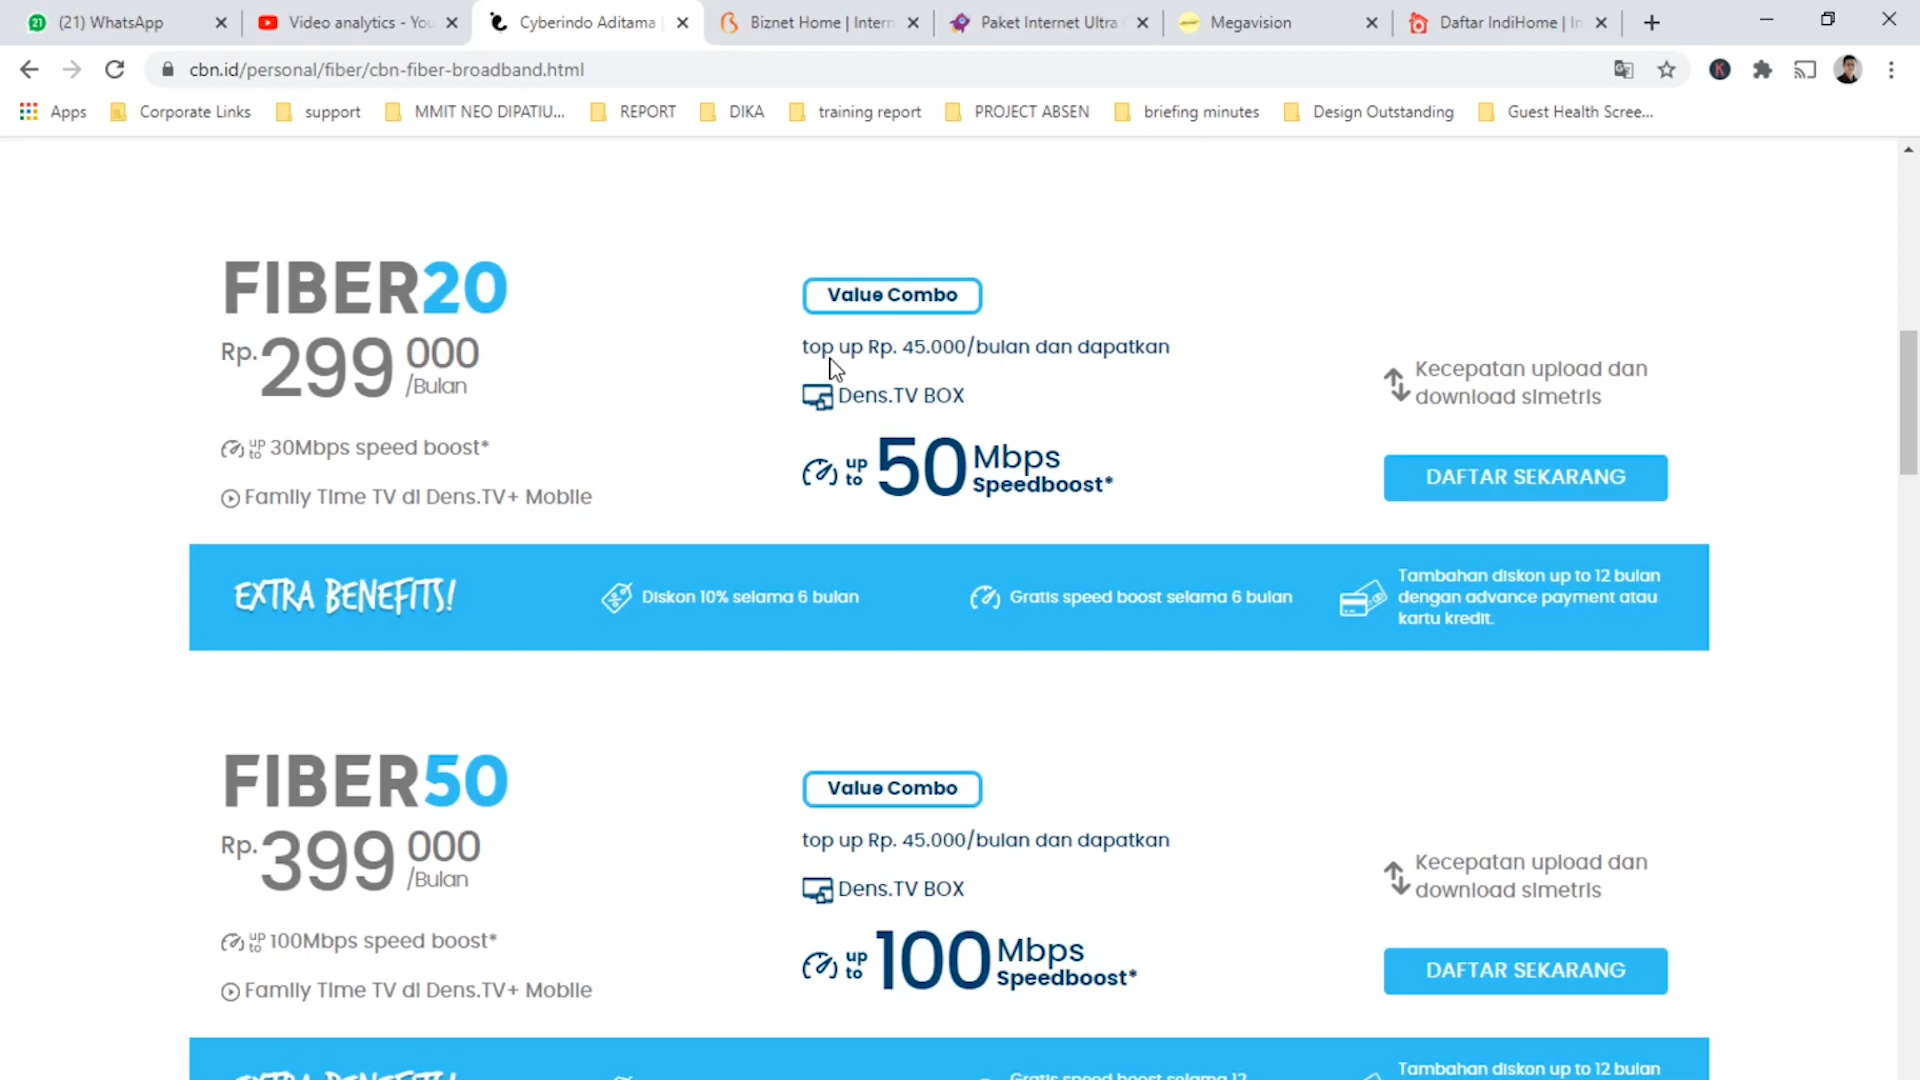 (21) WhatsApp
Video analytics - You
Cyberindo Aditama
Biznet Home | Intern
Paket Internet Ultra
Megavision
Daftar IndiHome | In
cbn.id/personal/fiber/cbn-fiber-broadband.html
Apps
Corporate Links
support
MMIT NEO DIPATIU...
REPORT
DIKA
training report
PROJECT ABSEN
briefing minutes
Design Outstanding
Guest Health Scree...
FIBER20
Rp. 299 000 /Bulan
up to 30Mbps speed boost*
Family Time TV di Dens.TV+ Mobile
Value Combo
top up Rp. 45.000/bulan dan dapatkan
Dens.TV BOX
up to 50 Mbps Speedboost*
Kecepatan upload dan
download simetris
DAFTAR SEKARANG
EXTRA BENEFITS!
Diskon 10% selama 6 bulan
Gratis speed boost selama 6 bulan
Tambahan diskon up to 12 bulan
dengan advance payment atau
kartu kredit.
FIBER50
Rp. 399 000 /Bulan
up to 100Mbps speed boost*
Family Time TV di Dens.TV+ Mobile
Value Combo
top up Rp. 45.000/bulan dan dapatkan
Dens.TV BOX
up to 100 Mbps Speedboost*
Kecepatan upload dan
download simetris
DAFTAR SEKARANG
EXTRA BENEFITS!
Gratis speed boost selama 12
Tambahan diskon up to 12 bulan